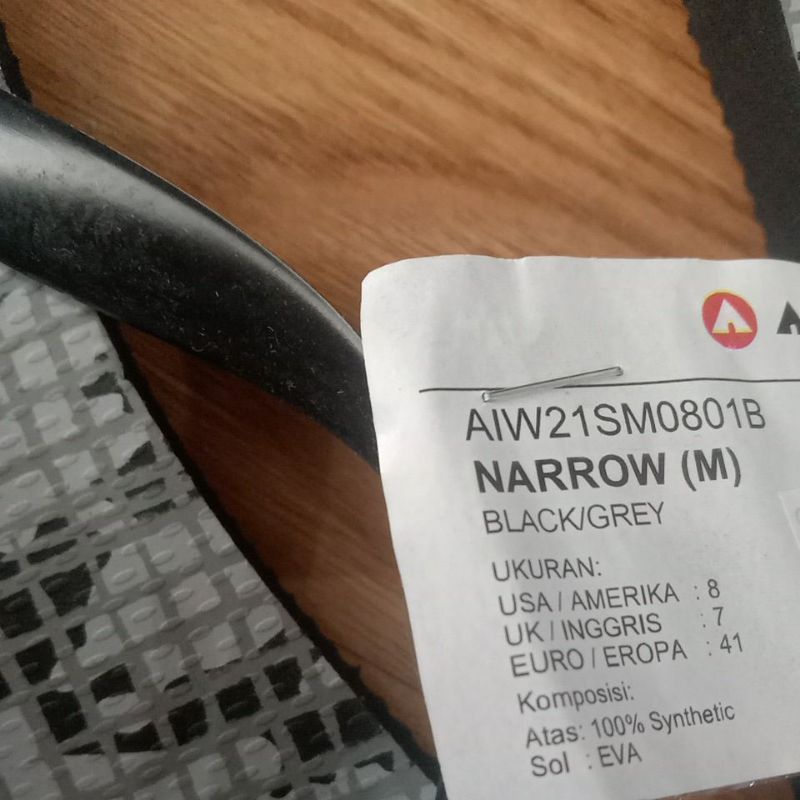 AIW21SM0801B
NARROW (M)
BLACK/GREY
UKURAN:
USA / AMERIKA : 8
UK / INGGRIS : 7
EURO / EROPA : 41
Komposisi:
Atas: 100% Synthetic
Sol : EVA